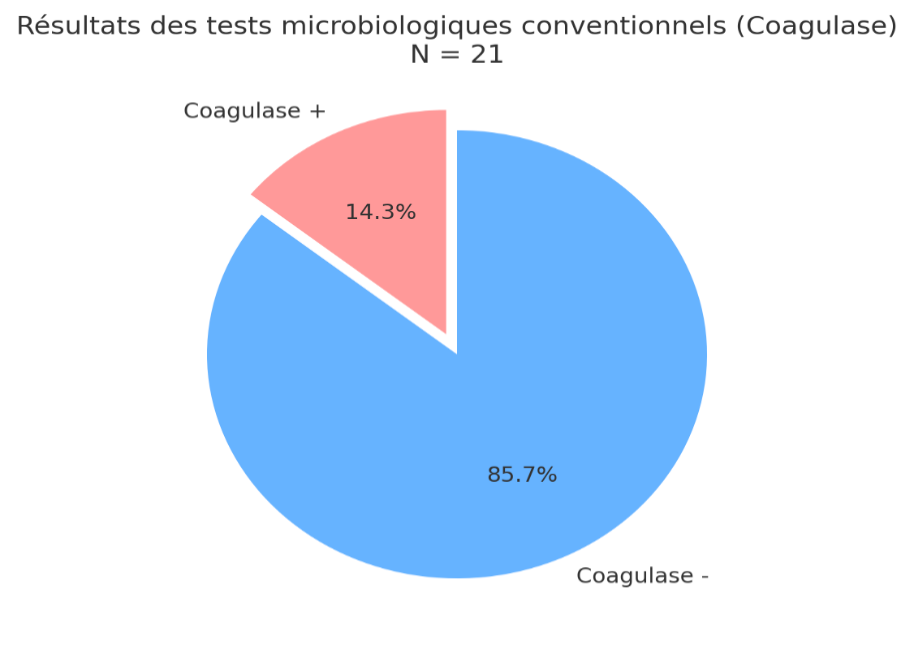 Résultats des tests microbiologiques conventionnels (Coagulase)
N = 21
Coagulase +
14.3%
85.7%
Coagulase -